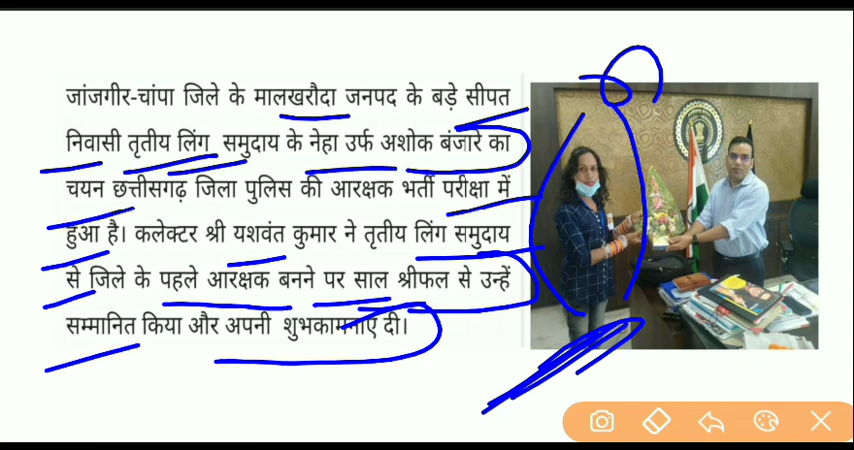 जांजगीर-चांपा जिले के मालखरौदा जनपद के बड़े सीपत
निवासी तृतीय लिंग समुदाय के नेहा उर्फ अशोक बंजारे का
चयन छत्तीसगढ़ जिला पुलिस की आरक्षक भर्ती परीक्षा में
हुआ है। कलेक्टर श्री यशवंत कुमार ने तृतीय लिंग समुदाय
से जिले के पहले आरक्षक बनने पर साल श्रीफल से उन्हें
सम्मानित किया और अपनी शुभकामनाएं दी।